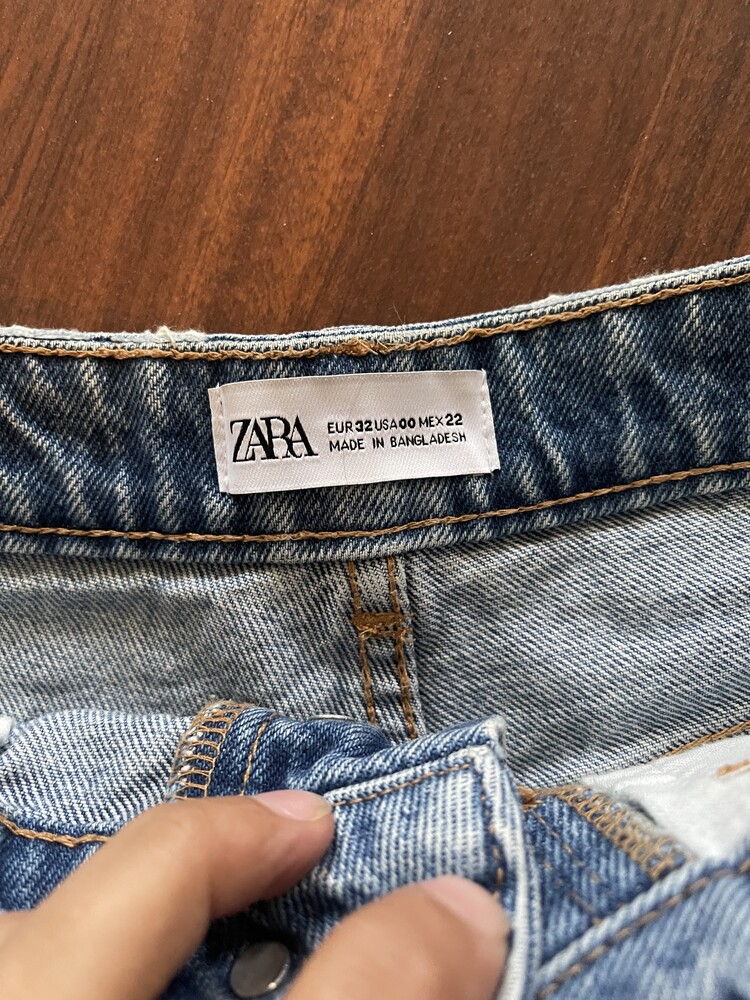 ZARA
EUR 32 USA 00 MEX 22
MADE IN BANGLADESH